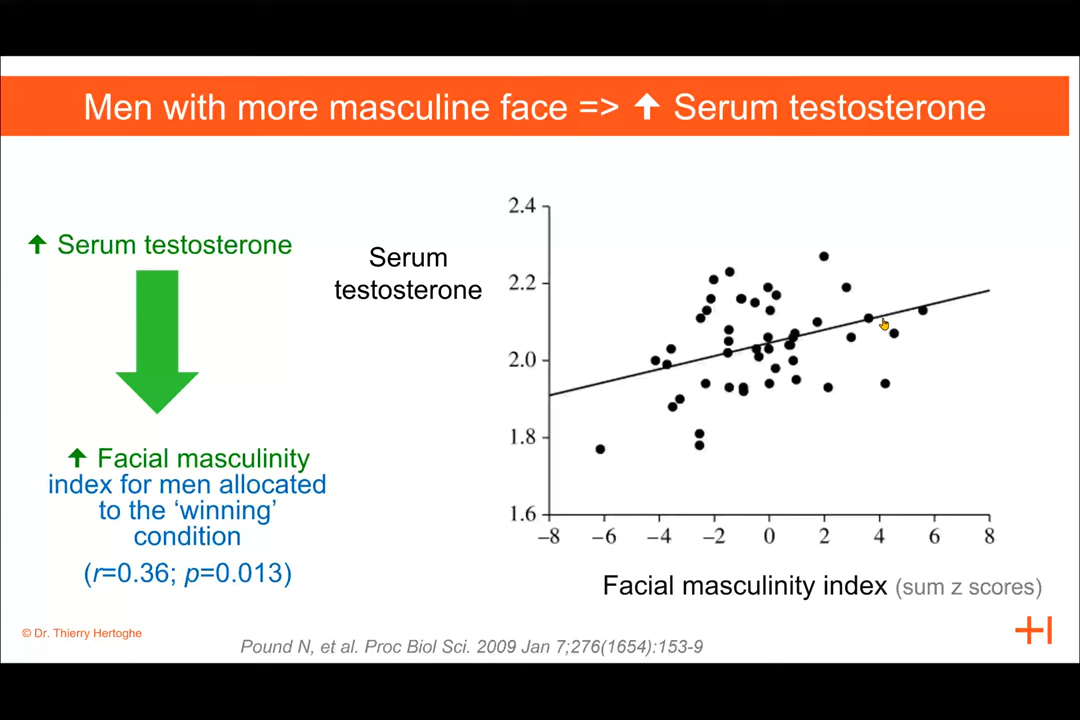 Men with more masculine face => ⬆ Serum testosterone
⬆ Serum testosterone
⬆ Facial masculinity
index for men allocated
to the ‘winning’
condition
(r=0.36; p=0.013)
Serum
testosterone
2.4
2.2
2.0
1.8
1.6
−8 −6 −4 −2 0 2 4 6 8
Facial masculinity index (sum z scores)
© Dr. Thierry Hertoghe
Pound N, et al. Proc Biol Sci. 2009 Jan 7;276(1654):153-9